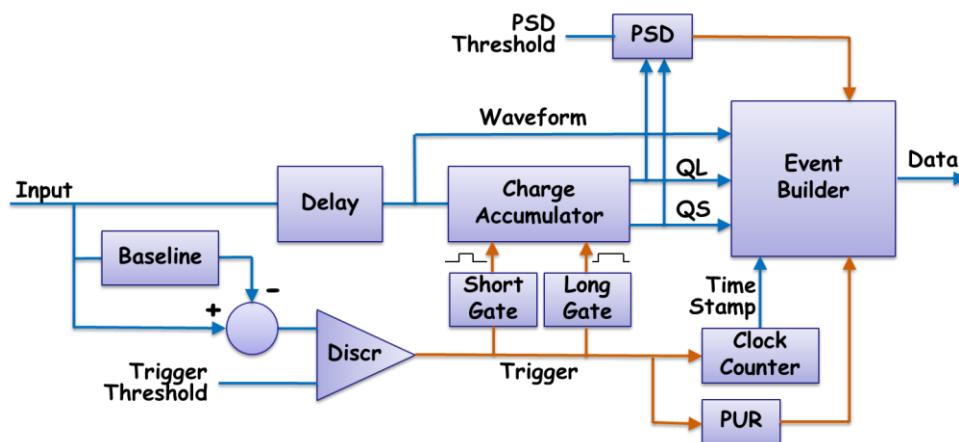 PSD
Threshold
PSD
Waveform
Input
Delay
Charge
Accumulator
QL
QS
Event
Builder
Data
Baseline
-
+
Short
Gate
Long
Gate
Time
Stamp
Discr
Trigger
Clock
Counter
Trigger
Threshold
PUR